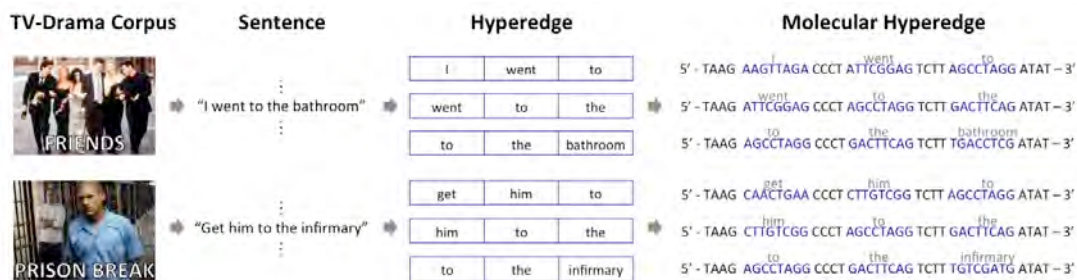 TV-Drama Corpus Sentence Hyperedge Molecular Hyperedge
I went to
I went to
5' - TAAG AAGTTAGA CCCT ATTCGGAG TCTT AGCCTAGG ATAT – 3'
"I went to the bathroom"
went to the
went to the
5' - TAAG ATTCGGAG CCCT AGCCTAGG TCTT GACTTCAG ATAT – 3'
FRIENDS
to the bathroom
to the bathroom
5' - TAAG AGCCTAGG CCCT GACTTCAG TCTT TGACCTCG ATAT – 3'
get him to
get him to
5' - TAAG CAACTGAA CCCT CTTGTCGG TCTT AGCCTAGG ATAT – 3'
"Get him to the infirmary"
him to the
him to the
5' - TAAG CTTGTCGG CCCT AGCCTAGG TCTT GACTTCAG ATAT – 3'
PRISON BREAK
to the infirmary
to the infirmary
5' - TAAG AGCCTAGG CCCT GACTTCAG TCTT TGTCGATG ATAT – 3'